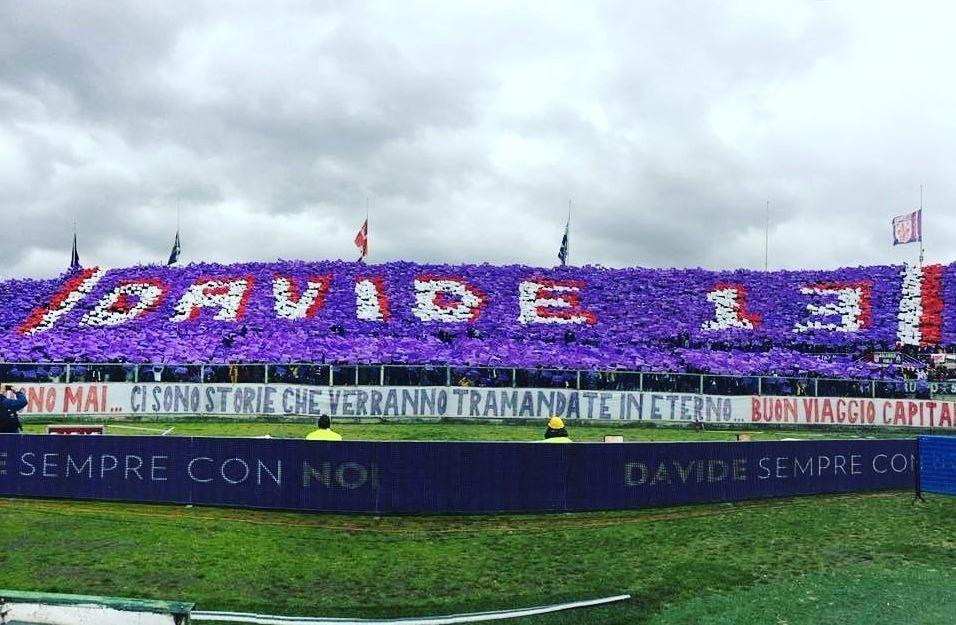 DAVIDE 13
NO MAI... CI SONO STORIE CHE VERRANNO TRAMANDATE IN ETERNO BUON VIAGGIO CAPITA
E SEMPRE CON NOI DAVIDE SEMPRE CON